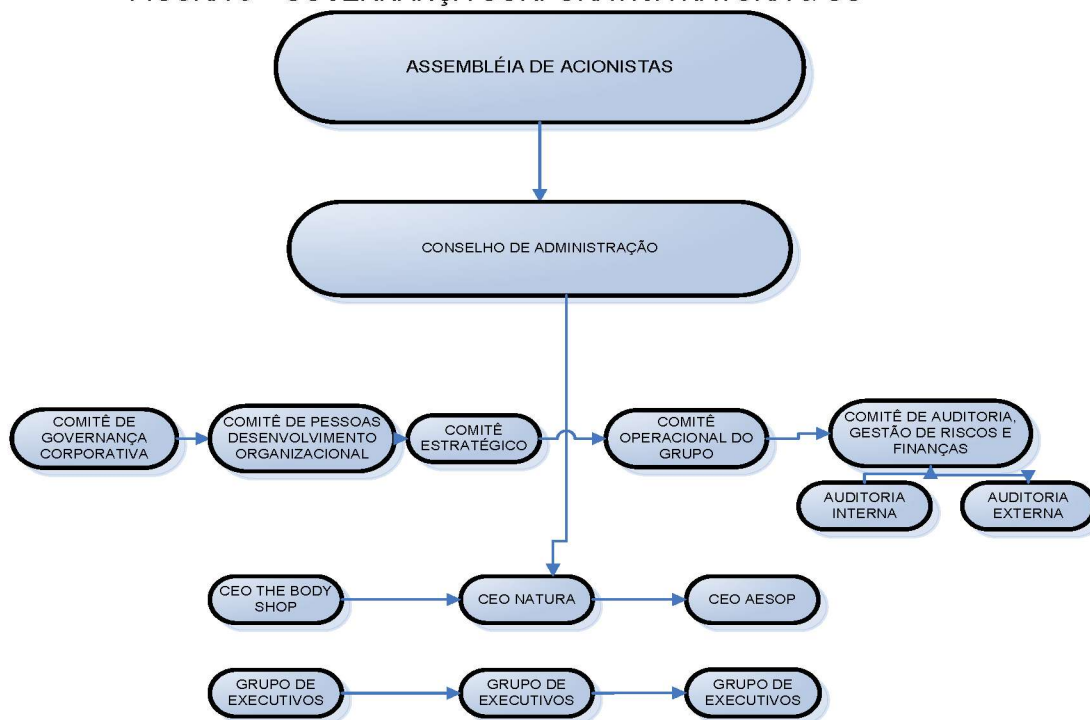 ASSEMBLÉIA DE ACIONISTAS
CONSELHO DE ADMINISTRAÇÃO
COMITÊ DE
GOVERNANÇA
CORPORATIVA
COMITÊ DE PESSOAS
DESENVOLVIMENTO
ORGANIZACIONAL
COMITÊ
ESTRATÉGICO
COMITÊ
OPERACIONAL DO
GRUPO
COMITÊ DE AUDITORIA,
GESTÃO DE RISCOS E
FINANÇAS
AUDITORIA
INTERNA
AUDITORIA
EXTERNA
CEO THE BODY
SHOP
CEO NATURA
CEO AESOP
GRUPO DE
EXECUTIVOS
GRUPO DE
EXECUTIVOS
GRUPO DE
EXECUTIVOS